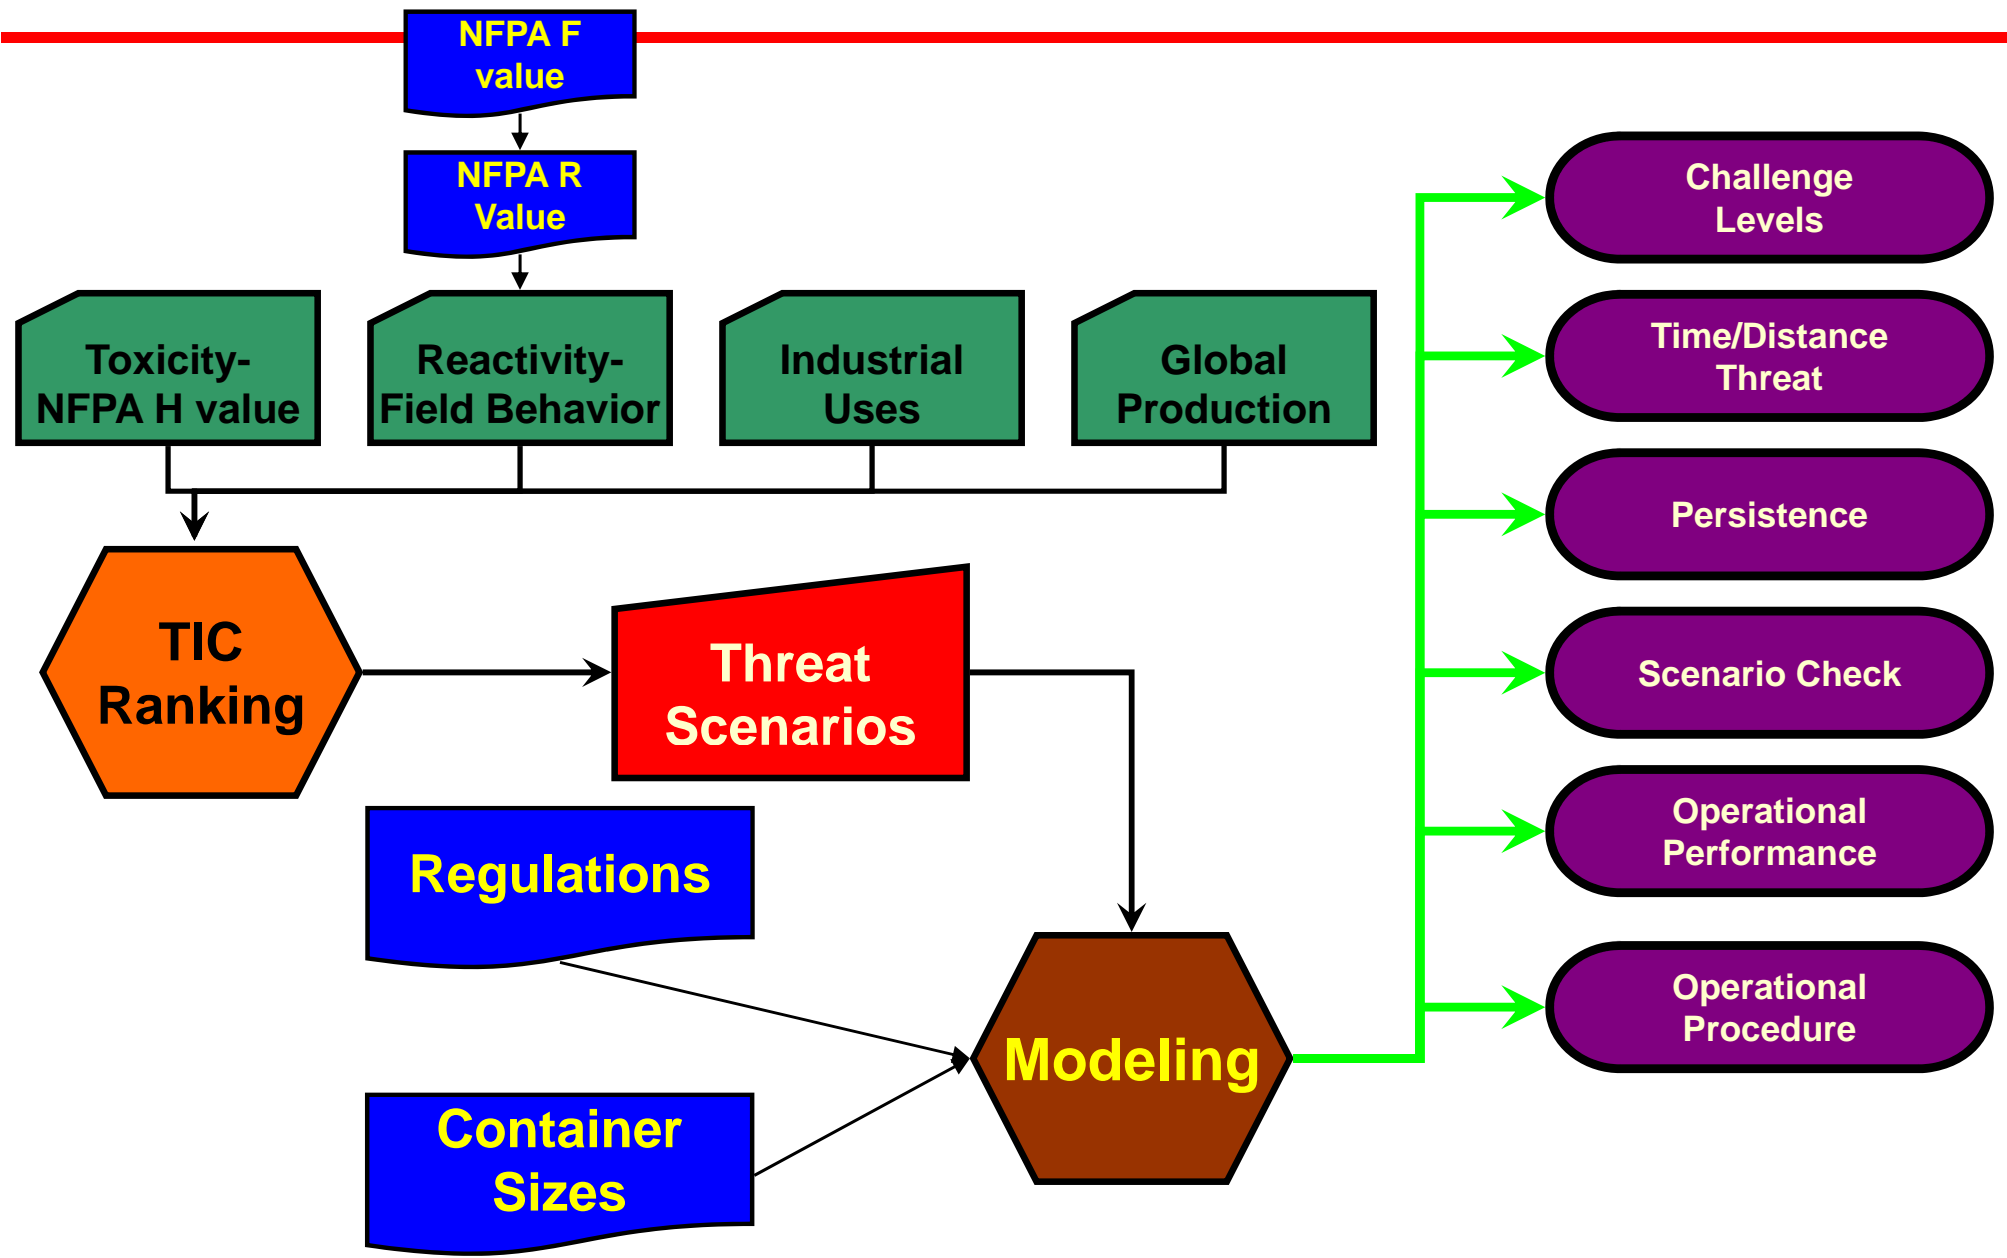 NFPA F
value
NFPA R
Value
Toxicity-
NFPA H value
Reactivity-
Field Behavior
Industrial
Uses
Global
Production
TIC
Ranking
Threat
Scenarios
Regulations
Container
Sizes
Modeling
Challenge
Levels
Time/Distance
Threat
Persistence
Scenario Check
Operational
Performance
Operational
Procedure